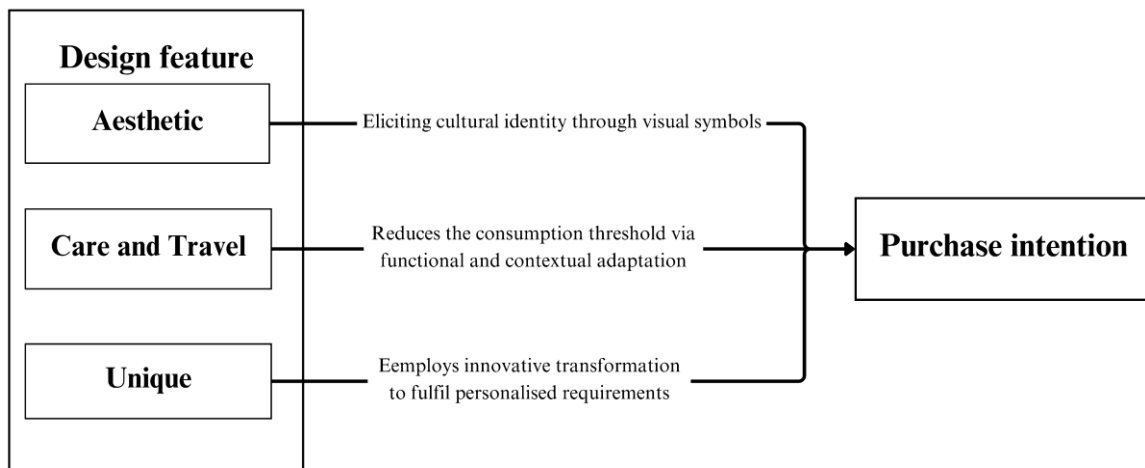 Design feature
Aesthetic
Eliciting cultural identity through visual symbols
Care and Travel
Reduces the consumption threshold via
functional and contextual adaptation
Purchase intention
Unique
Eemploys innovative transformation
to fulfil personalised requirements